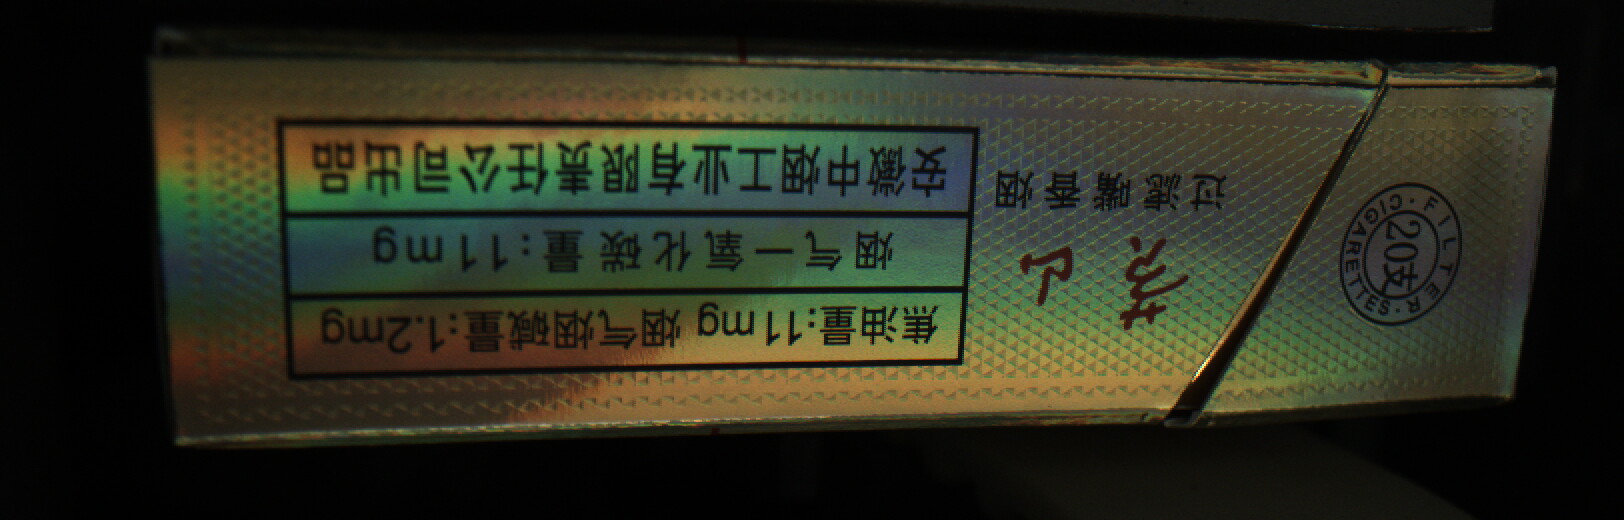 FILTER · CIGARETTES ·
20支
黄山
过滤嘴香烟
焦油量:11mg 烟气烟碱量:1.2mg
烟气一氧化碳量:11mg
安徽中烟工业有限责任公司出品